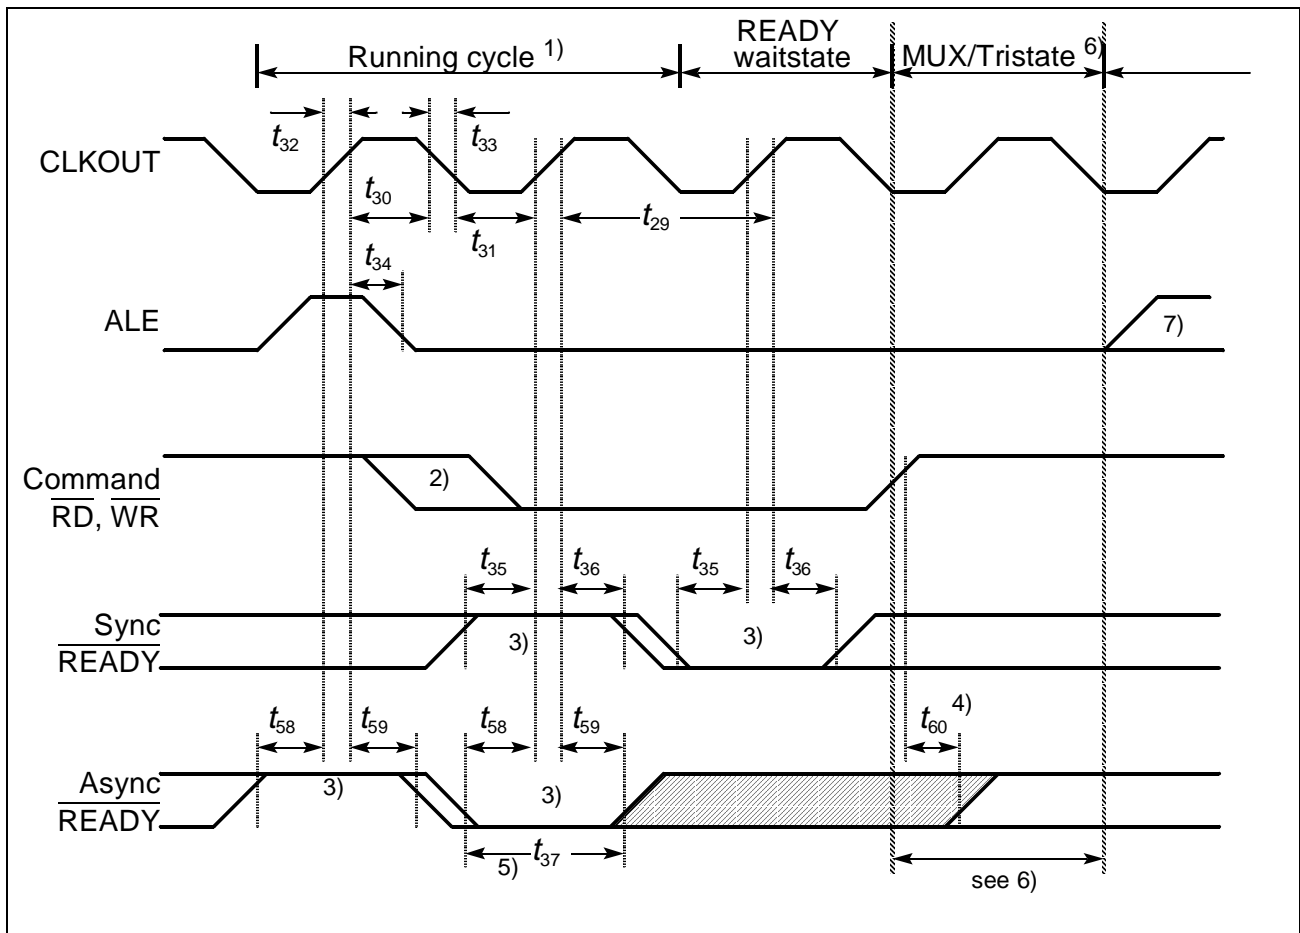 READY
Running cycle 1) waitstate MUX/Tristate 6)
t32 t33
CLKOUT
t30
t31 t29
t34
ALE 7)
Command 2)
RD, WR
t35 t36 t35 t36
Sync 3) 3)
READY
t58 t59 t58 t59 t60 4)
Async 3) 3)
READY
5) t37
see 6)